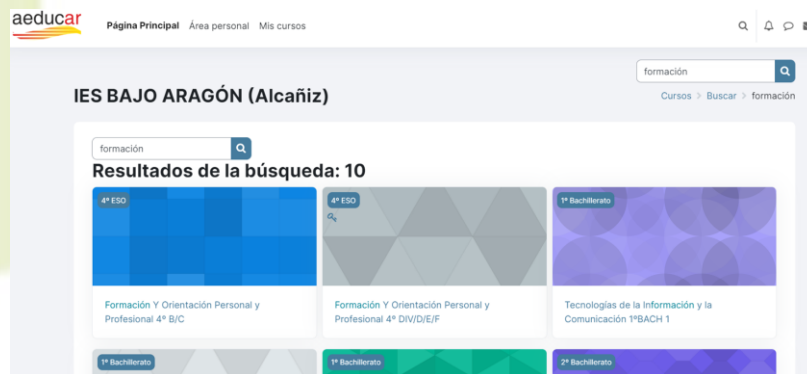 aeducar
Página Principal Área personal Mis cursos
formación
IES BAJO ARAGÓN (Alcañiz)
Cursos > Buscar > formación
formación
Resultados de la búsqueda: 10
4º ESO
4º ESO
1º Bachillerato
Formación Y Orientación Personal y
Profesional 4º B/C
Formación Y Orientación Personal y
Profesional 4º DIV/D/E/F
Tecnologías de la Información y la
Comunicación 1ºBACH 1
1º Bachillerato
1º Bachillerato
2º Bachillerato